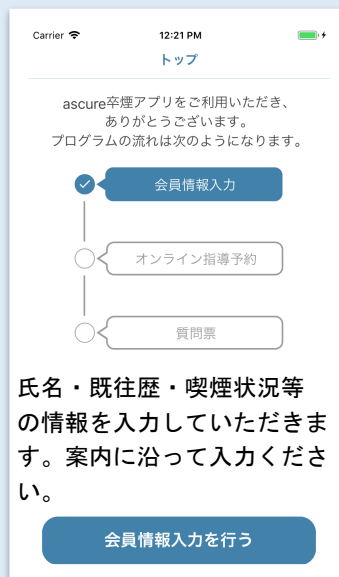 Carrier 12:21 PM
トップ
ascure卒煙アプリをご利用いただき、
ありがとうございます。
プログラムの流れは次のようになります。
会員情報入力
オンライン指導予約
質問票
氏名・既往歴・喫煙状況等
の情報を入力していただきま
す。案内に沿って入力くださ
い。
会員情報入力を行う